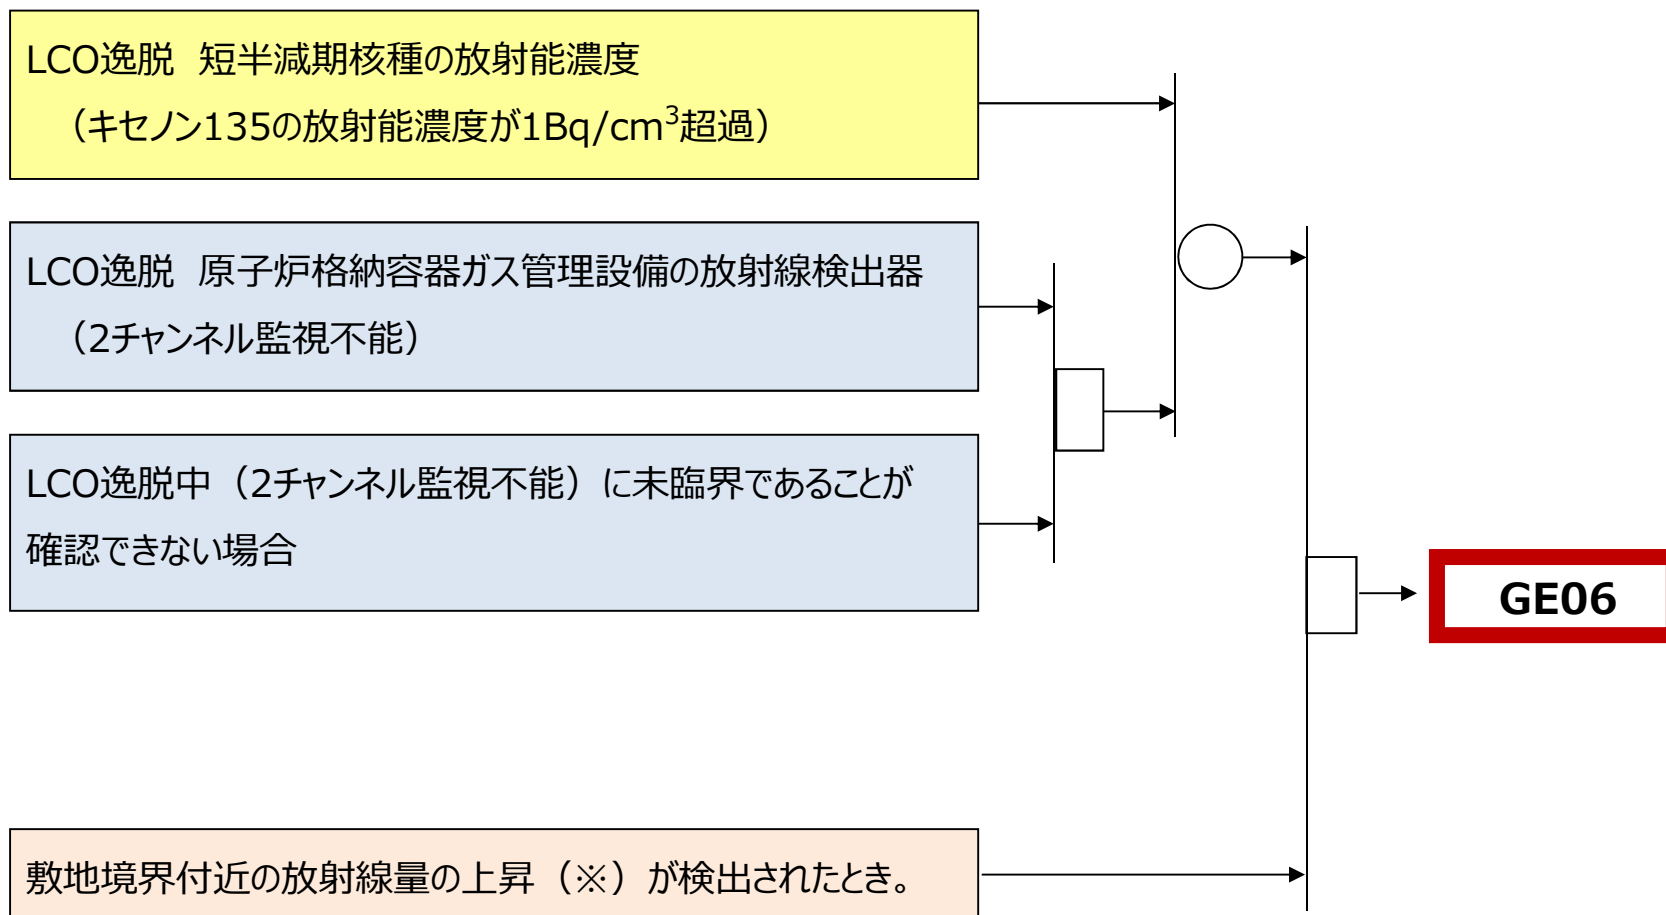 LCO逸脱　短半減期核種の放射能濃度
（キセノン135の放射能濃度が1Bq/cm³超過）
LCO逸脱　原子炉格納容器ガス管理設備の放射線検出器
（2チャンネル監視不能）
LCO逸脱中（2チャンネル監視不能）に未臨界であることが
確認できない場合
GE06
敷地境界付近の放射線量の上昇（※）が検出されたとき。